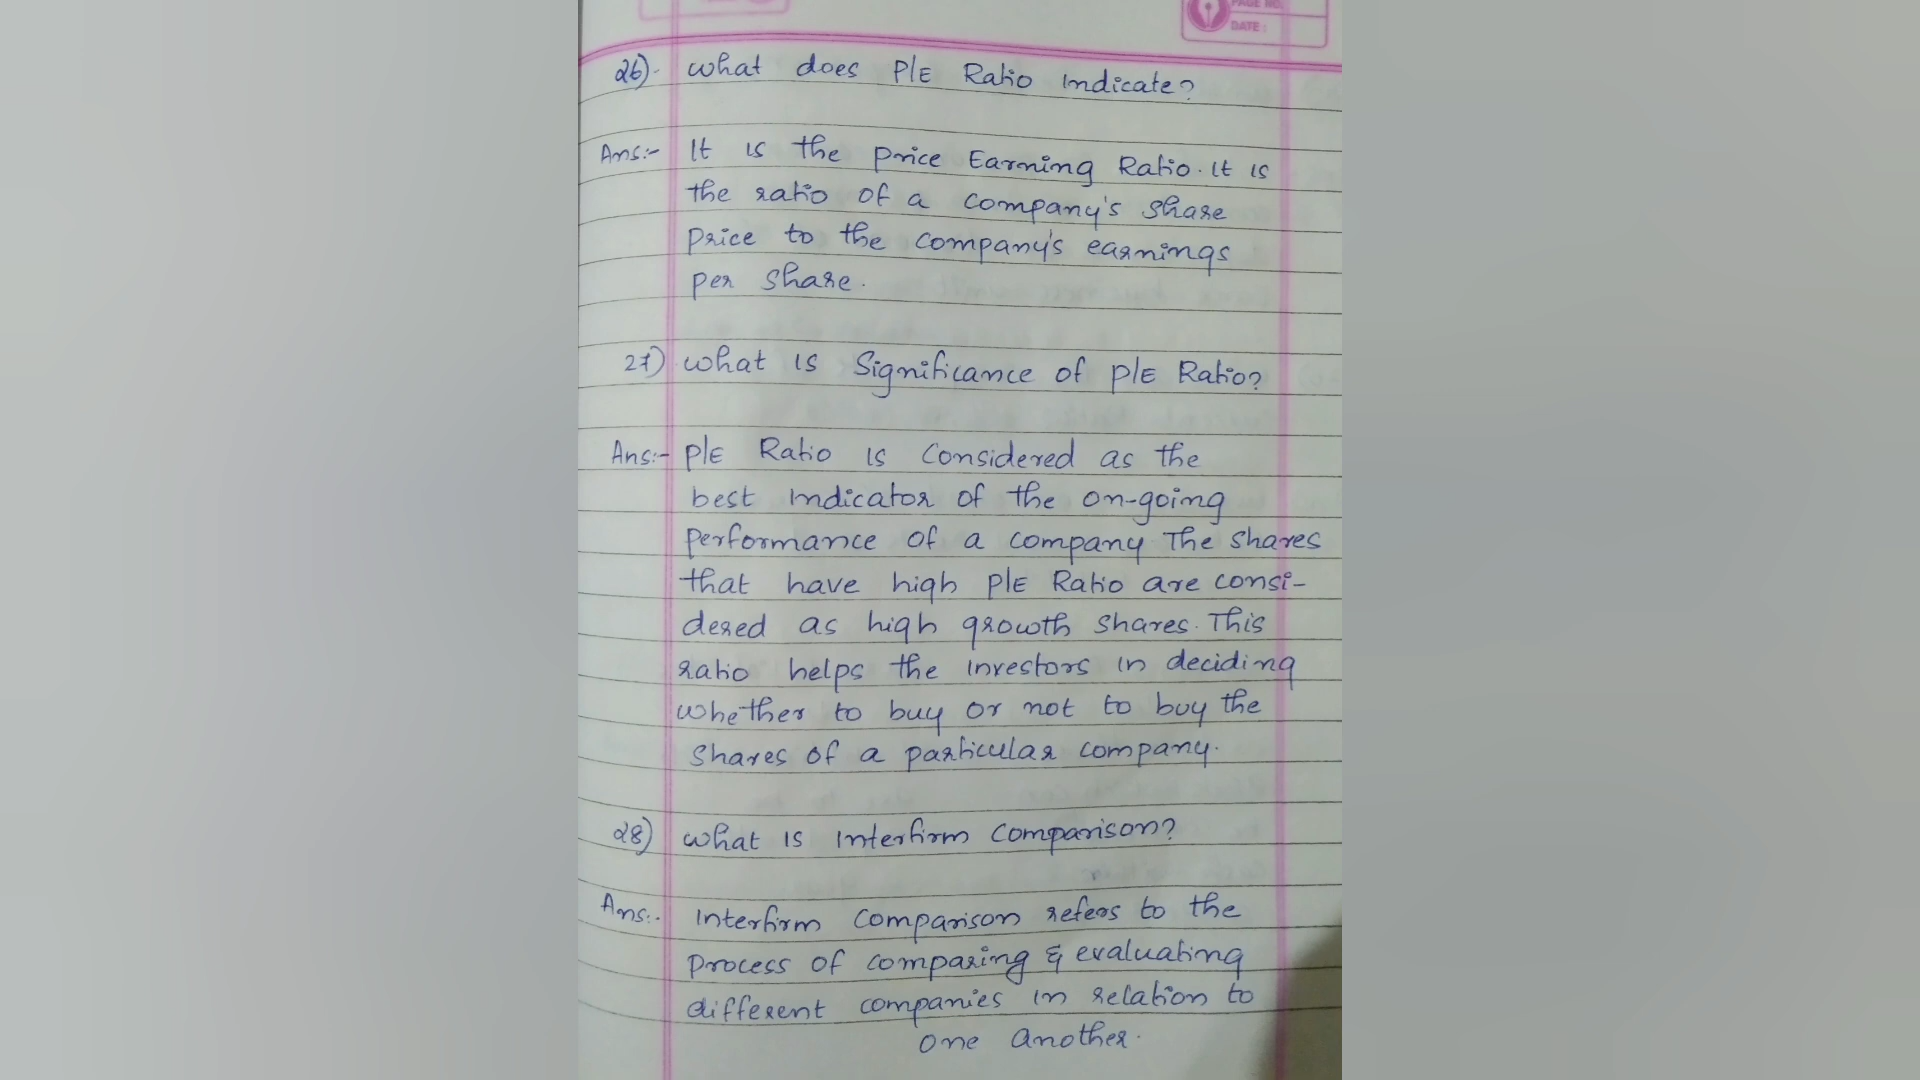 PAGE NO.
DATE :
26)- What does P/E Ratio indicate?
Ans:- It is the price Earning Ratio. It is
the ratio of a company's share
price to the company's earnings
per share.
27) What is Significance of P/E Ratio?
Ans:- P/E Ratio is considered as the
best indicator of the on-going
performance of a company The shares
that have high P/E Ratio are consi-
dered as high growth shares. This
ratio helps the investors in deciding
whether to buy or not to buy the
shares of a particular company.
28) What is Interfirm comparison?
Ans:- Interfirm comparison refers to the
process of comparing & evaluating
different companies in relation to
one another.